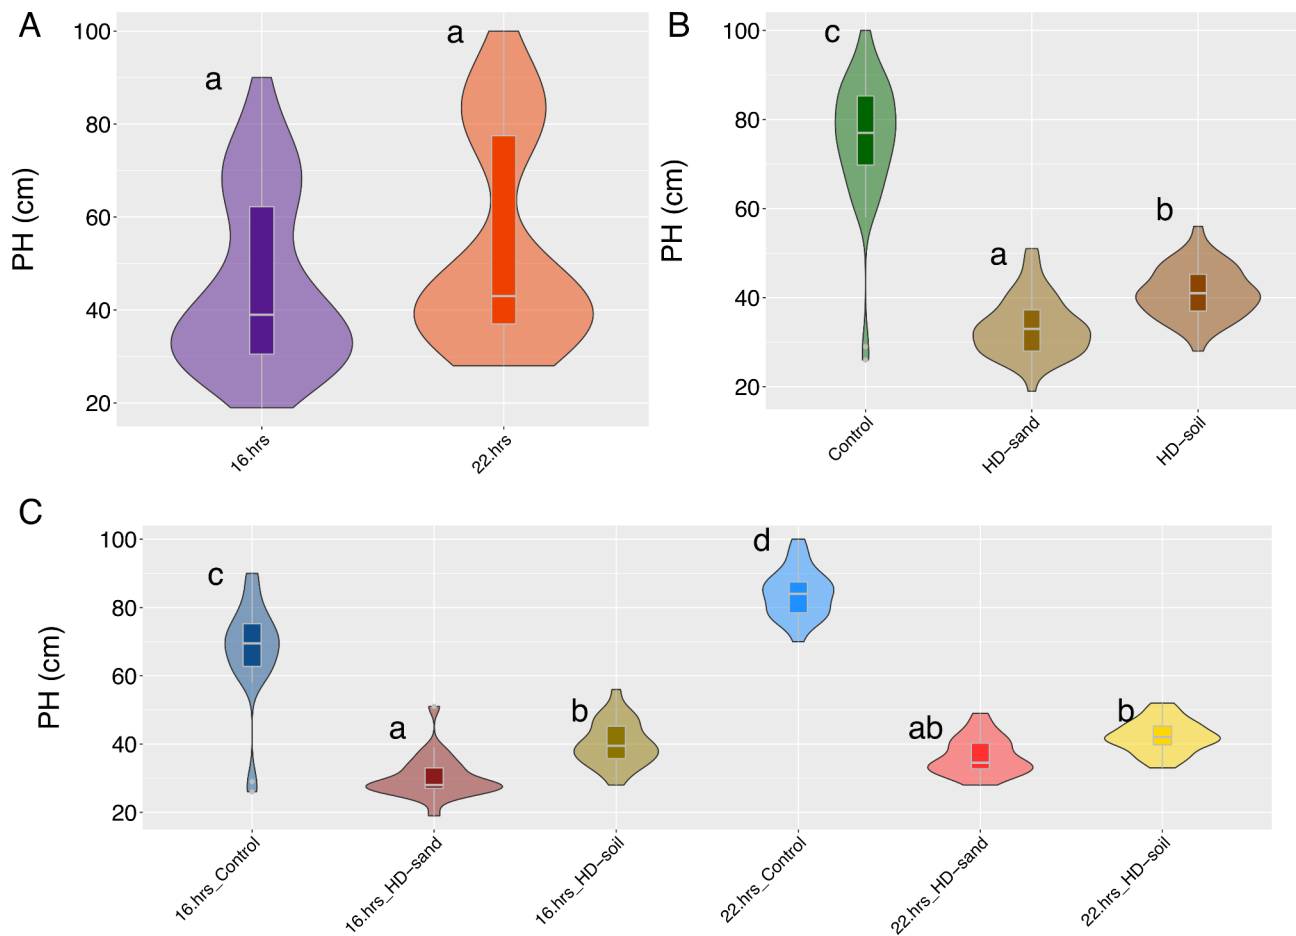 A
PH (cm)
100
80
60
40
20
a
a
16.hrs
22.hrs
B
PH (cm)
100
80
60
40
20
c
a
b
Control
HD-sand
HD-soil
C
PH (cm)
100
80
60
40
20
c
a
b
d
ab
b
16.hrs_Control
16.hrs_HD-sand
16.hrs_HD-soil
22.hrs_Control
22.hrs_HD-sand
22.hrs_HD-soil